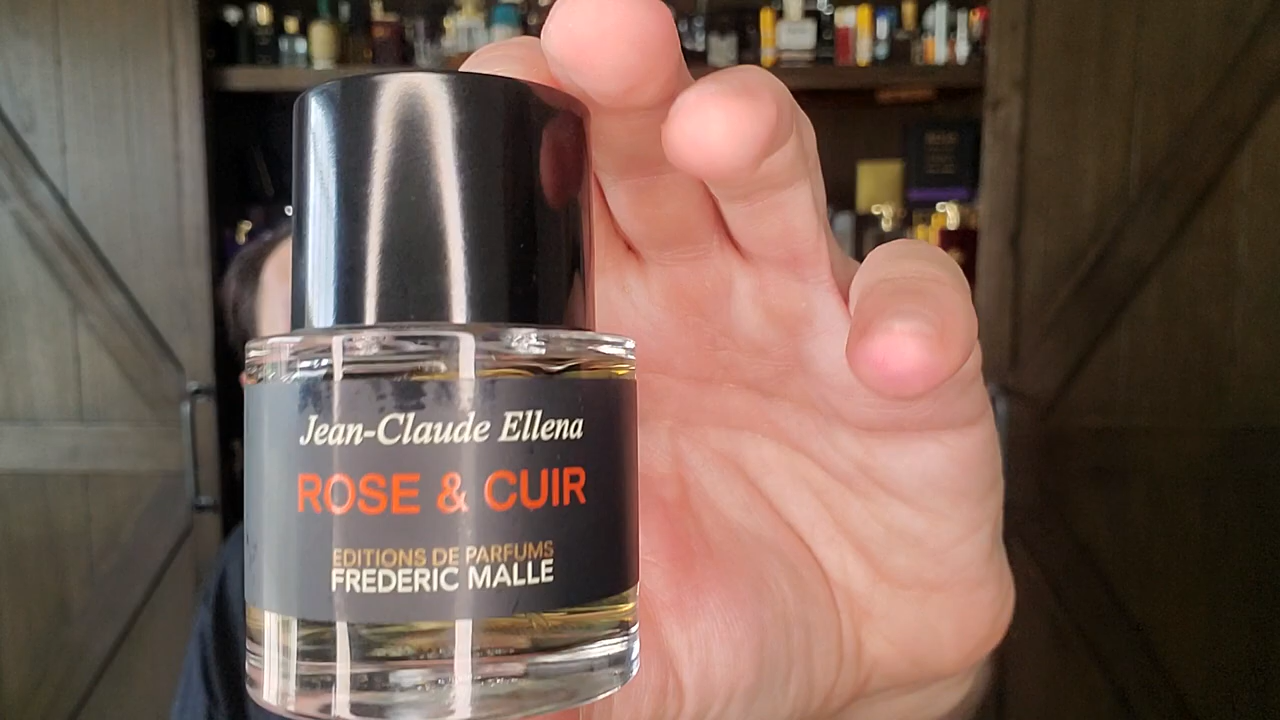 Jean-Claude Ellena
ROSE & CUIR
EDITIONS DE PARFUMS
FREDERIC MALLE